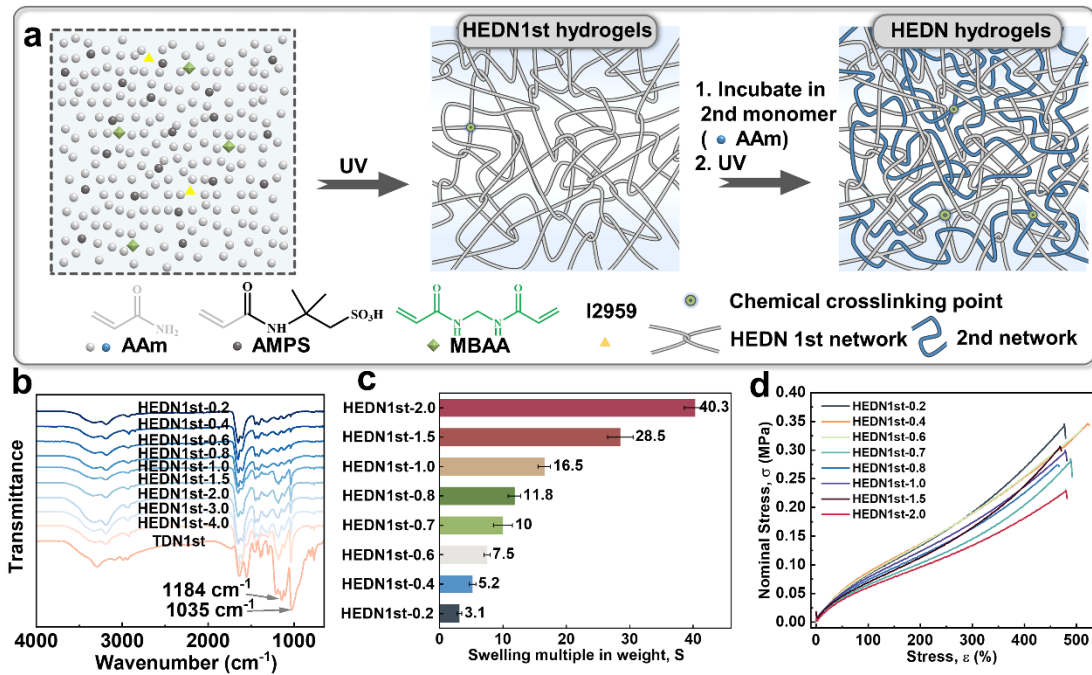 a
HEDN1st hydrogels
HEDN hydrogels
UV
1. Incubate in
2nd monomer
( AAm)
2. UV
O
NH2
AAm
O
NH
SO3H
AMPS
O
O
N
N
H
H
MBAA
I2959
Chemical crosslinking point
HEDN 1st network
2nd network
b
Transmittance
HEDN1st-0.2
HEDN1st-0.4
HEDN1st-0.6
HEDN1st-0.8
HEDN1st-1.0
HEDN1st-1.5
HEDN1st-2.0
HEDN1st-3.0
HEDN1st-4.0
TDN1st
1184 cm-1
1035 cm-1
4000 3000 2000 1000
Wavenumber (cm-1)
c
HEDN1st-2.0 40.3
HEDN1st-1.5 28.5
HEDN1st-1.0 16.5
HEDN1st-0.8 11.8
HEDN1st-0.7 10
HEDN1st-0.6 7.5
HEDN1st-0.4 5.2
HEDN1st-0.2 3.1
0 10 20 30 40
Swelling multiple in weight, S
d
Nominal Stress, σ (MPa)
0.40
0.35
0.30
0.25
0.20
0.15
0.10
0.05
0.00
HEDN1st-0.2
HEDN1st-0.4
HEDN1st-0.6
HEDN1st-0.7
HEDN1st-0.8
HEDN1st-1.0
HEDN1st-1.5
HEDN1st-2.0
0 100 200 300 400 500
Stress, ε (%)